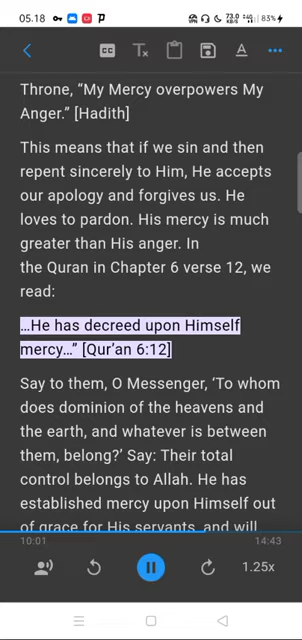 05.18
73.0
KB/S
83%
CC
Throne, “My Mercy overpowers My
Anger.” [Hadith]
This means that if we sin and then
repent sincerely to Him, He accepts
our apology and forgives us. He
loves to pardon. His mercy is much
greater than His anger. In
the Quran in Chapter 6 verse 12, we
read:
…He has decreed upon Himself
mercy…” [Qur’an 6:12]
Say to them, O Messenger, ‘To whom
does dominion of the heavens and
the earth, and whatever is between
them, belong?’ Say: Their total
control belongs to Allah. He has
established mercy upon Himself out
of grace for His servants, and will
10:01
14:43
1.25x